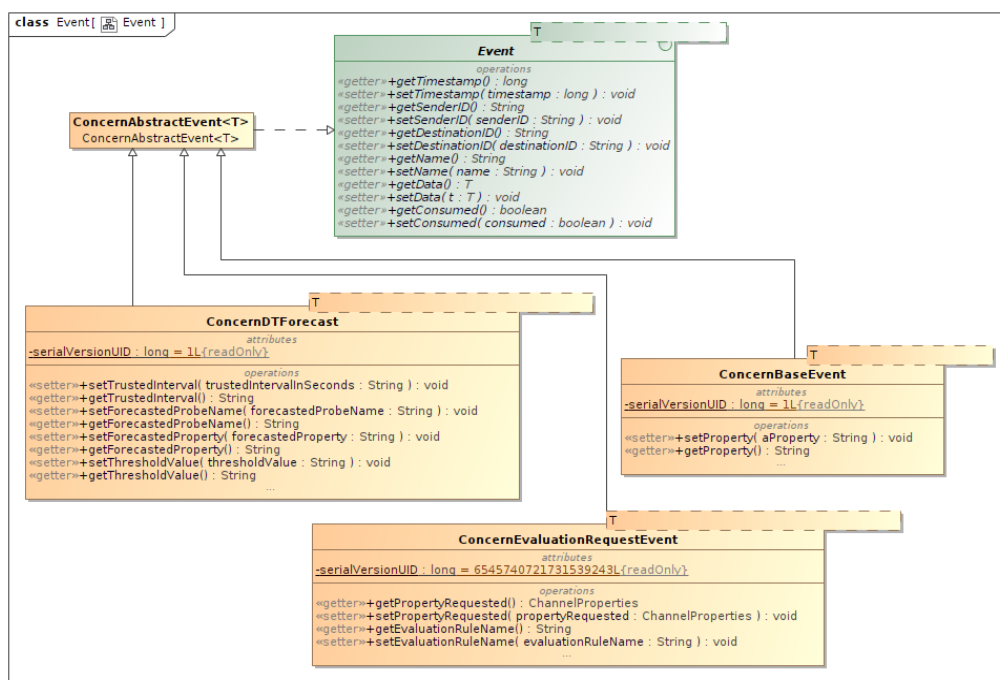 class Event[ Event ]
T
Event
operations
«getter»+getTimestamp() : long
«setter»+setTimestamp( timestamp : long ) : void
«getter»+getSenderID() : String
«setter»+setSenderID( senderID : String ) : void
«getter»+getDestinationID() : String
«setter»+setDestinationID( destinationID : String ) : void
«getter»+getName() : String
«setter»+setName( name : String ) : void
«getter»+getData() : T
«setter»+setData( t : T ) : void
«getter»+getConsumed() : boolean
«setter»+setConsumed( consumed : boolean ) : void
ConcernAbstractEvent<T>
ConcernAbstractEvent<T>
T
ConcernDTForecast
attributes
-serialVersionUID : long = 1L{readOnly}
operations
«setter»+setTrustedInterval( trustedIntervalInSeconds : String ) : void
«getter»+getTrustedInterval() : String
«setter»+setForecastedProbeName( forecastedProbeName : String ) : void
«getter»+getForecastedProbeName() : String
«setter»+setForecastedProperty( forecastedProperty : String ) : void
«getter»+getForecastedProperty() : String
«setter»+setThresholdValue( thresholdValue : String ) : void
«getter»+getThresholdValue() : String
...
T
ConcernBaseEvent
attributes
-serialVersionUID : long = 1L{readOnly}
operations
«setter»+setProperty( aProperty : String ) : void
«getter»+getProperty() : String
...
T
ConcernEvaluationRequestEvent
attributes
-serialVersionUID : long = 6545740721731539243L{readOnly}
operations
«getter»+getPropertyRequested() : ChannelProperties
«setter»+setPropertyRequested( propertyRequested : ChannelProperties ) : void
«getter»+getEvaluationRuleName() : String
«setter»+setEvaluationRuleName( evaluationRuleName : String ) : void
...